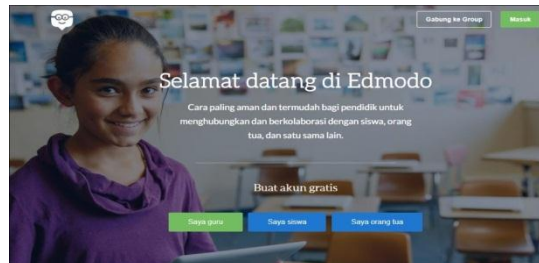 Gabung ke Group Masuk
Selamat datang di Edmodo
Cara paling aman dan termudah bagi pendidik untuk
menghubungkan dan berkolaborasi dengan siswa, orang
tua, dan satu sama lain.
Buat akun gratis
Saya guru Saya siswa Saya orang tua